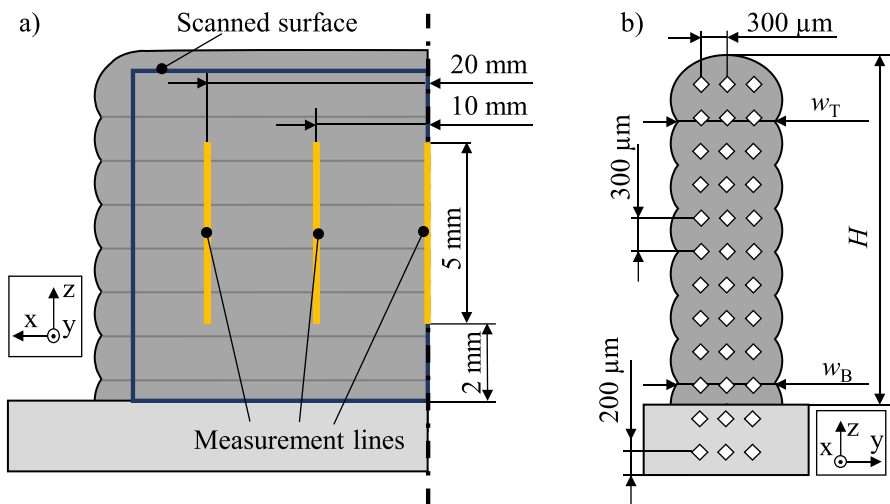 a)
Scanned surface
20 mm
10 mm
5 mm
2 mm
z
x
y
Measurement lines
b)
300 µm
w_T
300 µm
H
w_B
200 µm
z
x
y